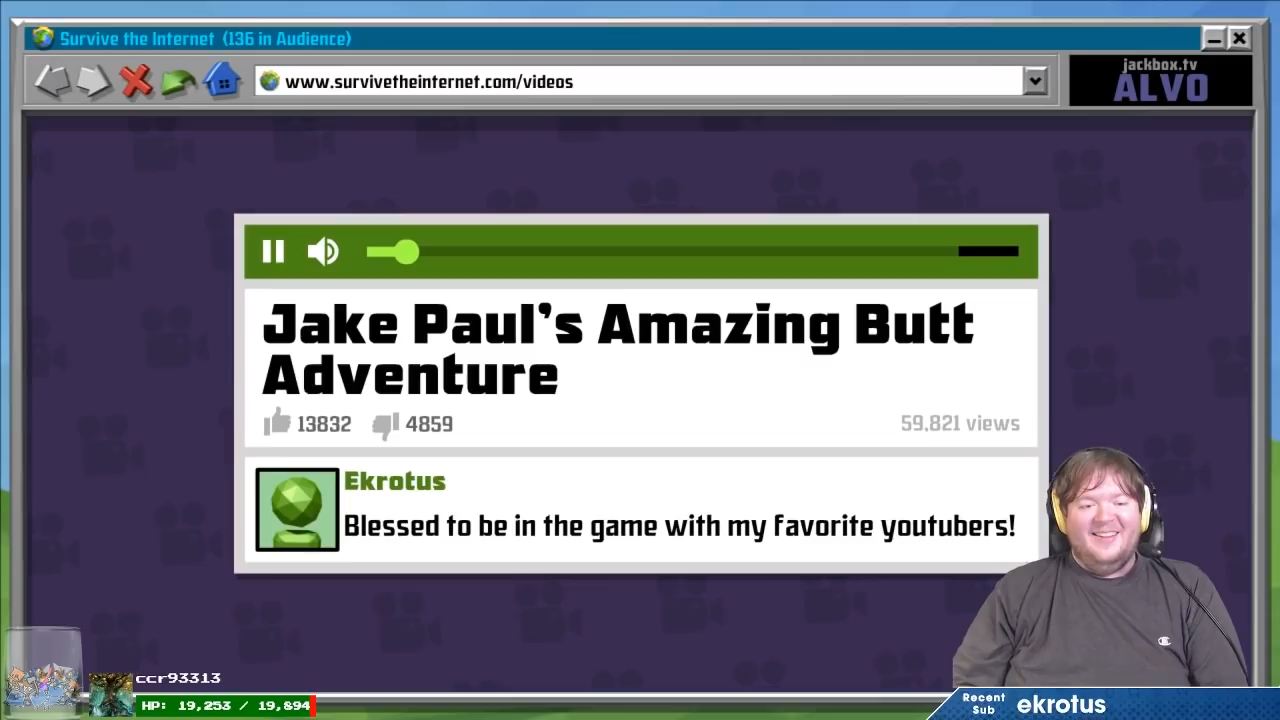 Survive the Internet (136 in Audience)
www.survivetheinternet.com/videos
jackbox.tv
ALVO
Jake Paul's Amazing Butt
Adventure
13832
4859
59,821 views
Ekrotus
Blessed to be in the game with my favorite youtubers!
ccr93313
HP: 19,253 / 19,894
Recent
Sub
ekrotus